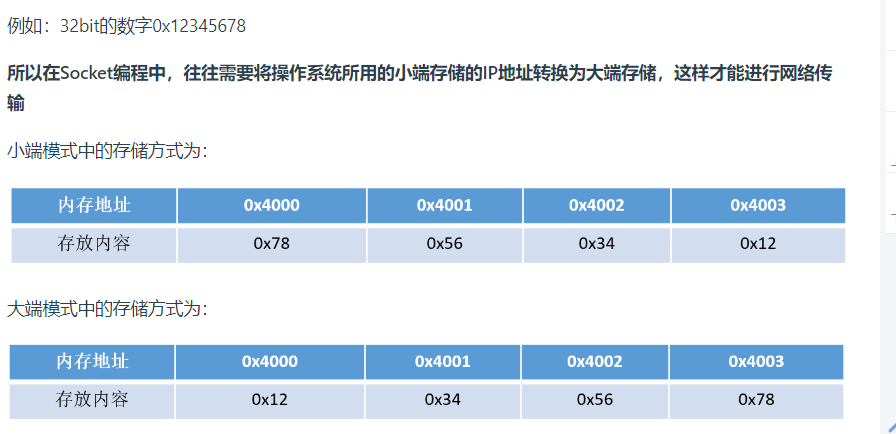 例如：32bit的数字0x12345678
所以在Socket编程中，往往需要将操作系统所用的小端存储的IP地址转换为大端存储，这样才能进行网络传
输
小端模式中的存储方式为：
内存地址 0x4000 0x4001 0x4002 0x4003
存放内容 0x78 0x56 0x34 0x12
大端模式中的存储方式为：
内存地址 0x4000 0x4001 0x4002 0x4003
存放内容 0x12 0x34 0x56 0x78